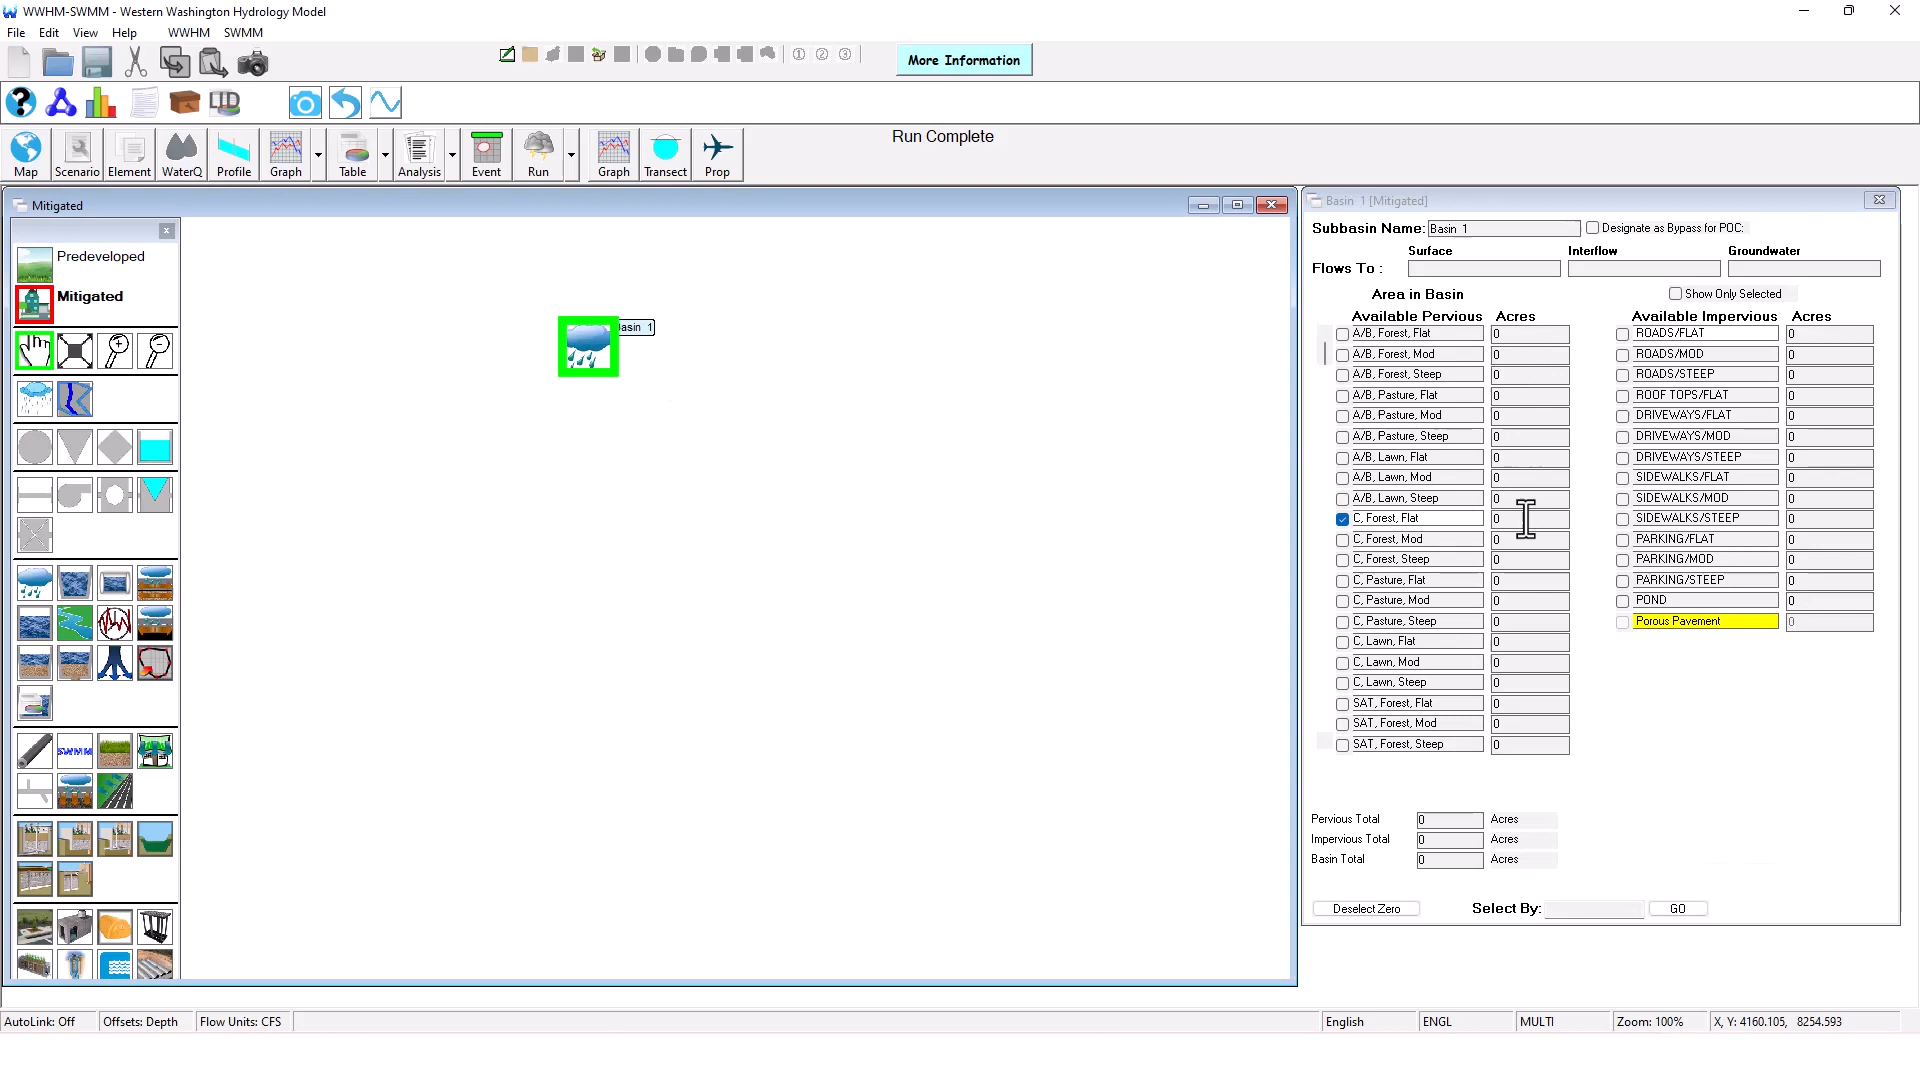 WWHM-SWMM - Western Washington Hydrology Model
File Edit View Help WWHM SWMM
① ② ③
More Information
LID
Map Scenario Element WaterQ Profile Graph Table Analysis Event Run Graph Transect Prop
Run Complete
Mitigated
Predeveloped
Mitigated
SWMM
Basin 1
Basin 1 [Mitigated]
Subbasin Name: Basin 1 Designate as Bypass for POC:
Surface Interflow Groundwater
Flows To :
Area in Basin Show Only Selected
Available Pervious Acres Available Impervious Acres
A/B, Forest, Flat 0 ROADS/FLAT 0
A/B, Forest, Mod 0 ROADS/MOD 0
A/B, Forest, Steep 0 ROADS/STEEP 0
A/B, Pasture, Flat 0 ROOF TOPS/FLAT 0
A/B, Pasture, Mod 0 DRIVEWAYS/FLAT 0
A/B, Pasture, Steep 0 DRIVEWAYS/MOD 0
A/B, Lawn, Flat 0 DRIVEWAYS/STEEP 0
A/B, Lawn, Mod 0 SIDEWALKS/FLAT 0
A/B, Lawn, Steep 0 SIDEWALKS/MOD 0
C, Forest, Flat 0 SIDEWALKS/STEEP 0
C, Forest, Mod 0 PARKING/FLAT 0
C, Forest, Steep 0 PARKING/MOD 0
C, Pasture, Flat 0 PARKING/STEEP 0
C, Pasture, Mod 0 POND 0
C, Pasture, Steep 0 Porous Pavement 0
C, Lawn, Flat 0
C, Lawn, Mod 0
C, Lawn, Steep 0
SAT, Forest, Flat 0
SAT, Forest, Mod 0
SAT, Forest, Steep 0
Pervious Total 0 Acres
Impervious Total 0 Acres
Basin Total 0 Acres
Deselect Zero Select By: GO
AutoLink: Off Offsets: Depth Flow Units: CFS English ENGL MULTI Zoom: 100% X, Y: 4160.105, 8254.593